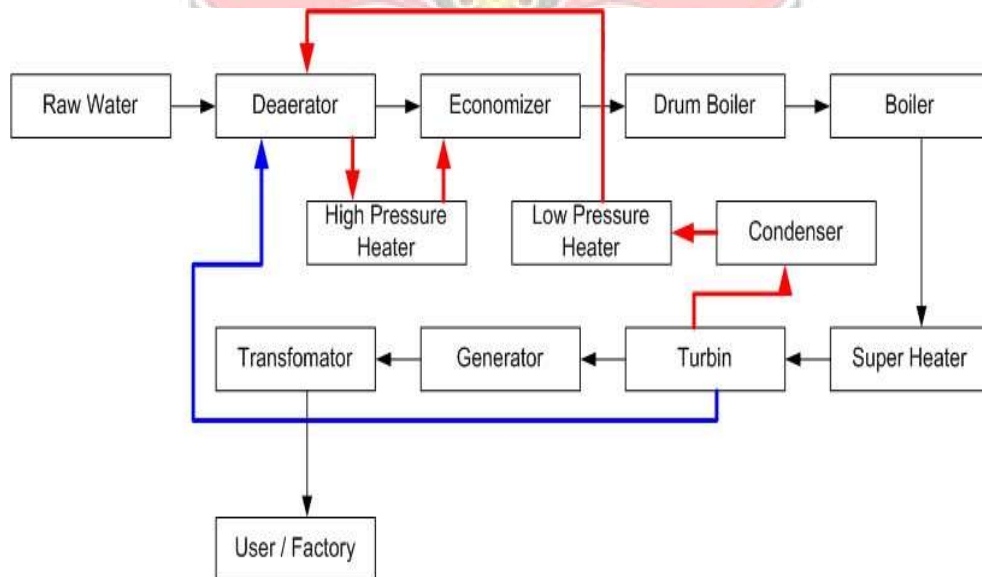 Raw Water
Deaerator
Economizer
Drum Boiler
Boiler
High Pressure
Heater
Low Pressure
Heater
Condenser
Transfomator
Generator
Turbin
Super Heater
User / Factory